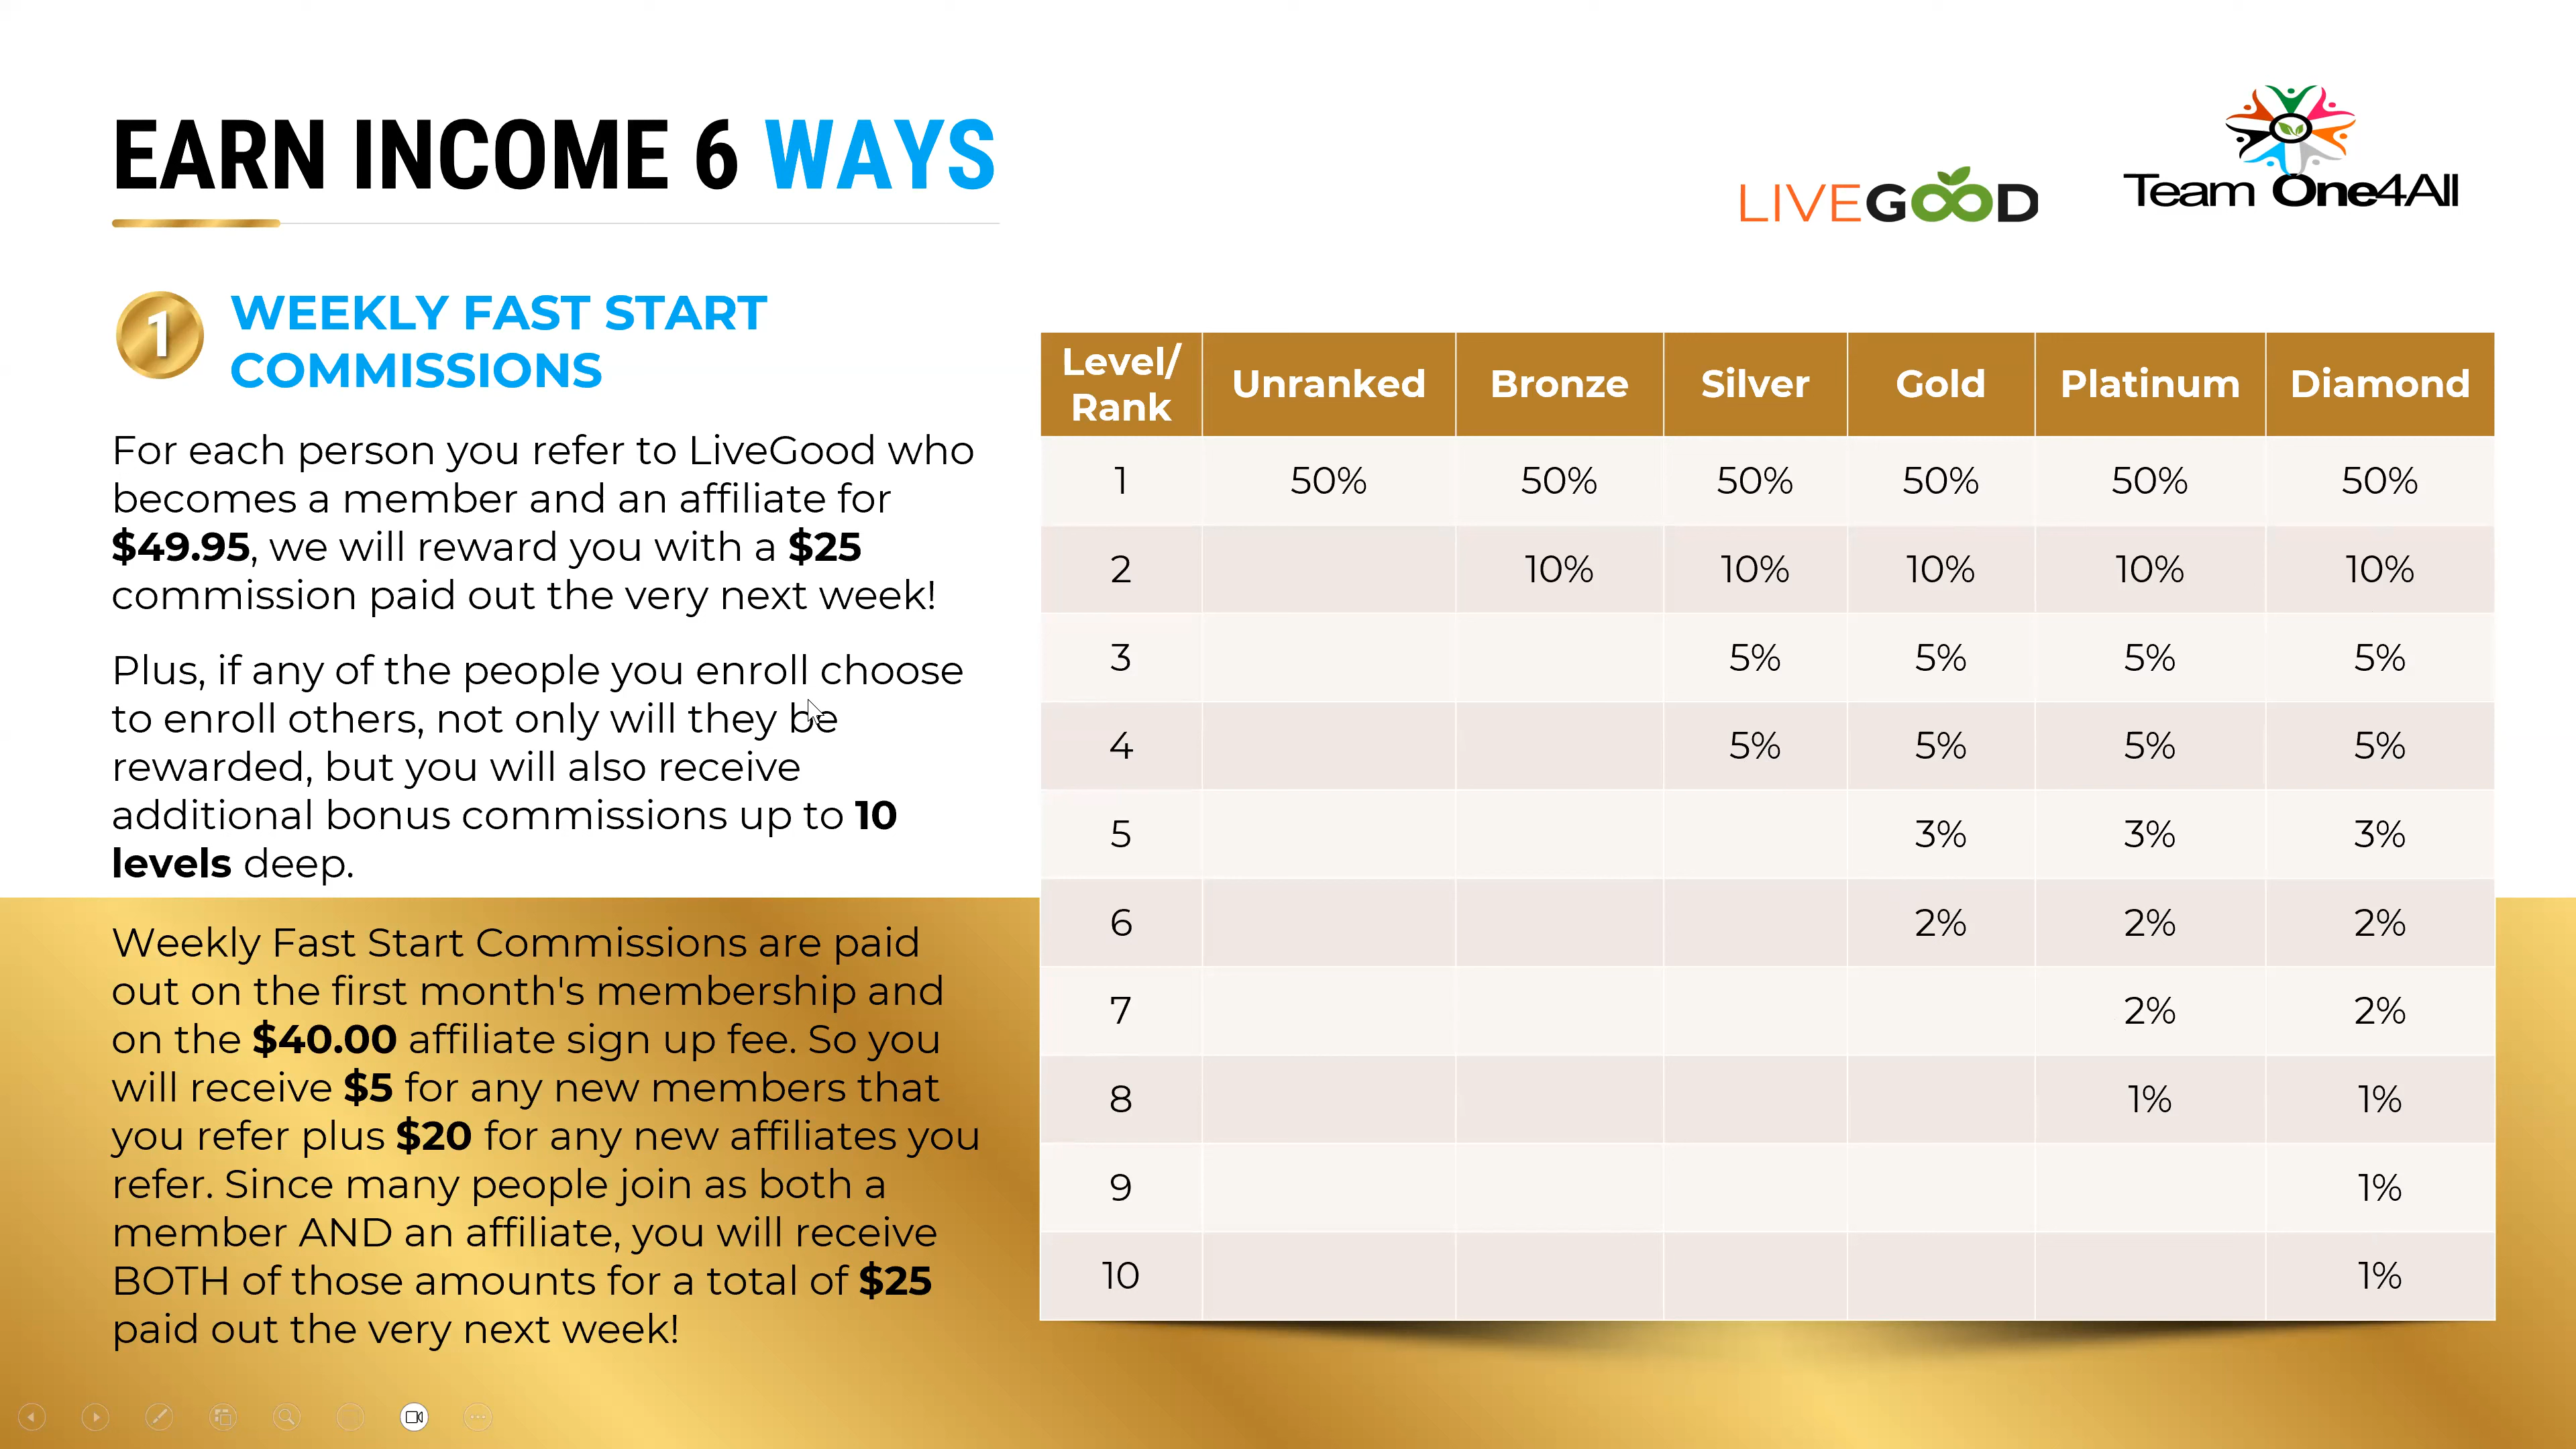 EARN INCOME 6 WAYS
LIVEGOOD
Team One4All
1
WEEKLY FAST START
COMMISSIONS
For each person you refer to LiveGood who
becomes a member and an affiliate for
$49.95, we will reward you with a $25
commission paid out the very next week!
Plus, if any of the people you enroll choose
to enroll others, not only will they be
rewarded, but you will also receive
additional bonus commissions up to 10
levels deep.
Weekly Fast Start Commissions are paid
out on the first month's membership and
on the $40.00 affiliate sign up fee. So you
will receive $5 for any new members that
you refer plus $20 for any new affiliates you
refer. Since many people join as both a
member AND an affiliate, you will receive
BOTH of those amounts for a total of $25
paid out the very next week!
Level/
Rank Unranked Bronze Silver Gold Platinum Diamond
1 50% 50% 50% 50% 50% 50%
2 10% 10% 10% 10% 10%
3 5% 5% 5% 5%
4 5% 5% 5% 5%
5 3% 3% 3%
6 2% 2% 2%
7 2% 2%
8 1% 1%
9 1%
10 1%